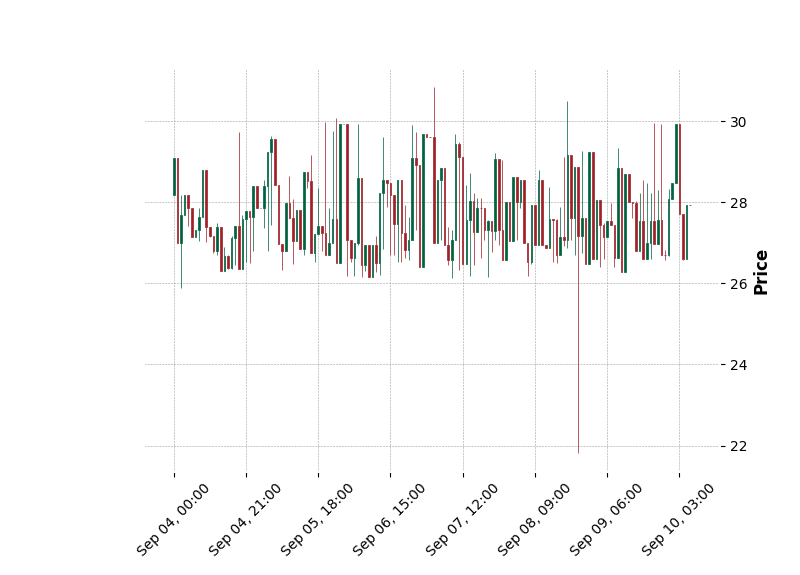 30
28
26
24
22
Price
Sep 04, 00:00
Sep 04, 21:00
Sep 05, 18:00
Sep 06, 15:00
Sep 07, 12:00
Sep 08, 09:00
Sep 09, 06:00
Sep 10, 03:00